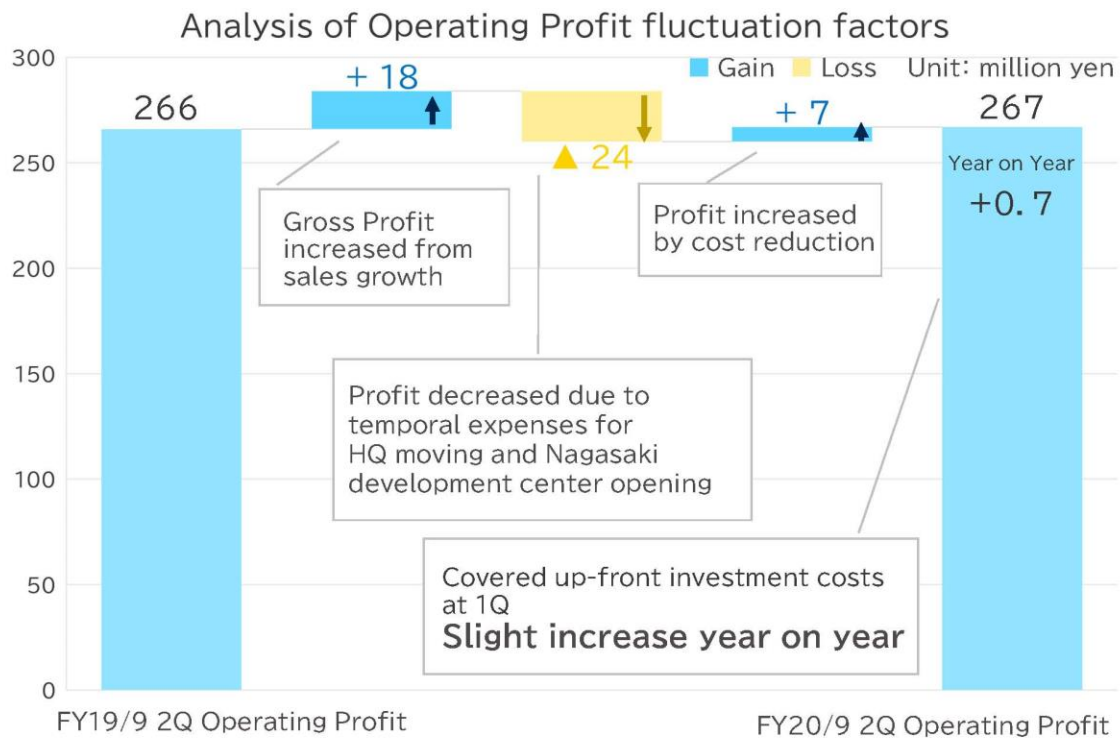 Analysis of Operating Profit fluctuation factors
Gain Loss Unit: million yen
300
250
200
150
100
50
0
266
+ 18
▲ 24
+ 7
267
Year on Year
+0.7
Gross Profit
increased from
sales growth
Profit increased
by cost reduction
Profit decreased due to
temporal expenses for
HQ moving and Nagasaki
development center opening
Covered up-front investment costs
at 1Q
Slight increase year on year
FY19/9 2Q Operating Profit
FY20/9 2Q Operating Profit